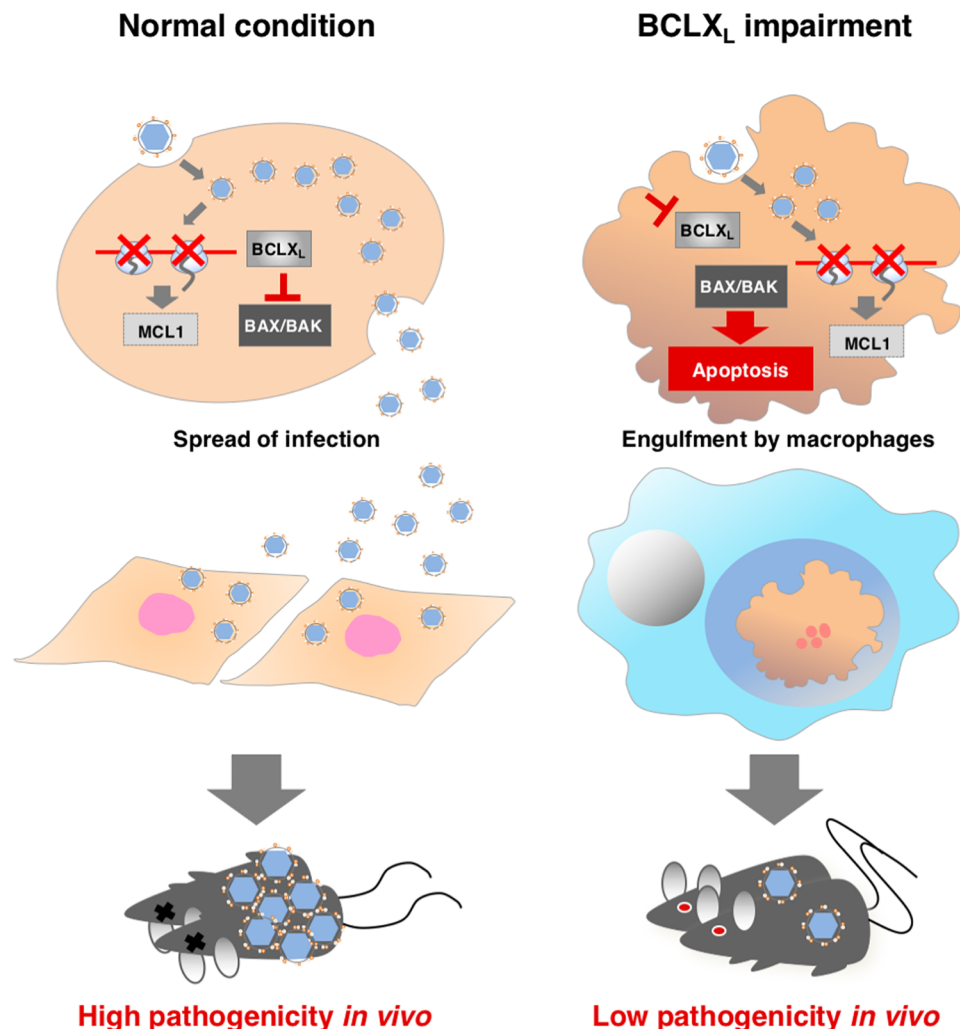 Normal condition
BCLXL impairment
BCLXL
BAX/BAK
MCL1
BCLXL
BAX/BAK
MCL1
Apoptosis
Spread of infection
Engulfment by macrophages
High pathogenicity in vivo
Low pathogenicity in vivo